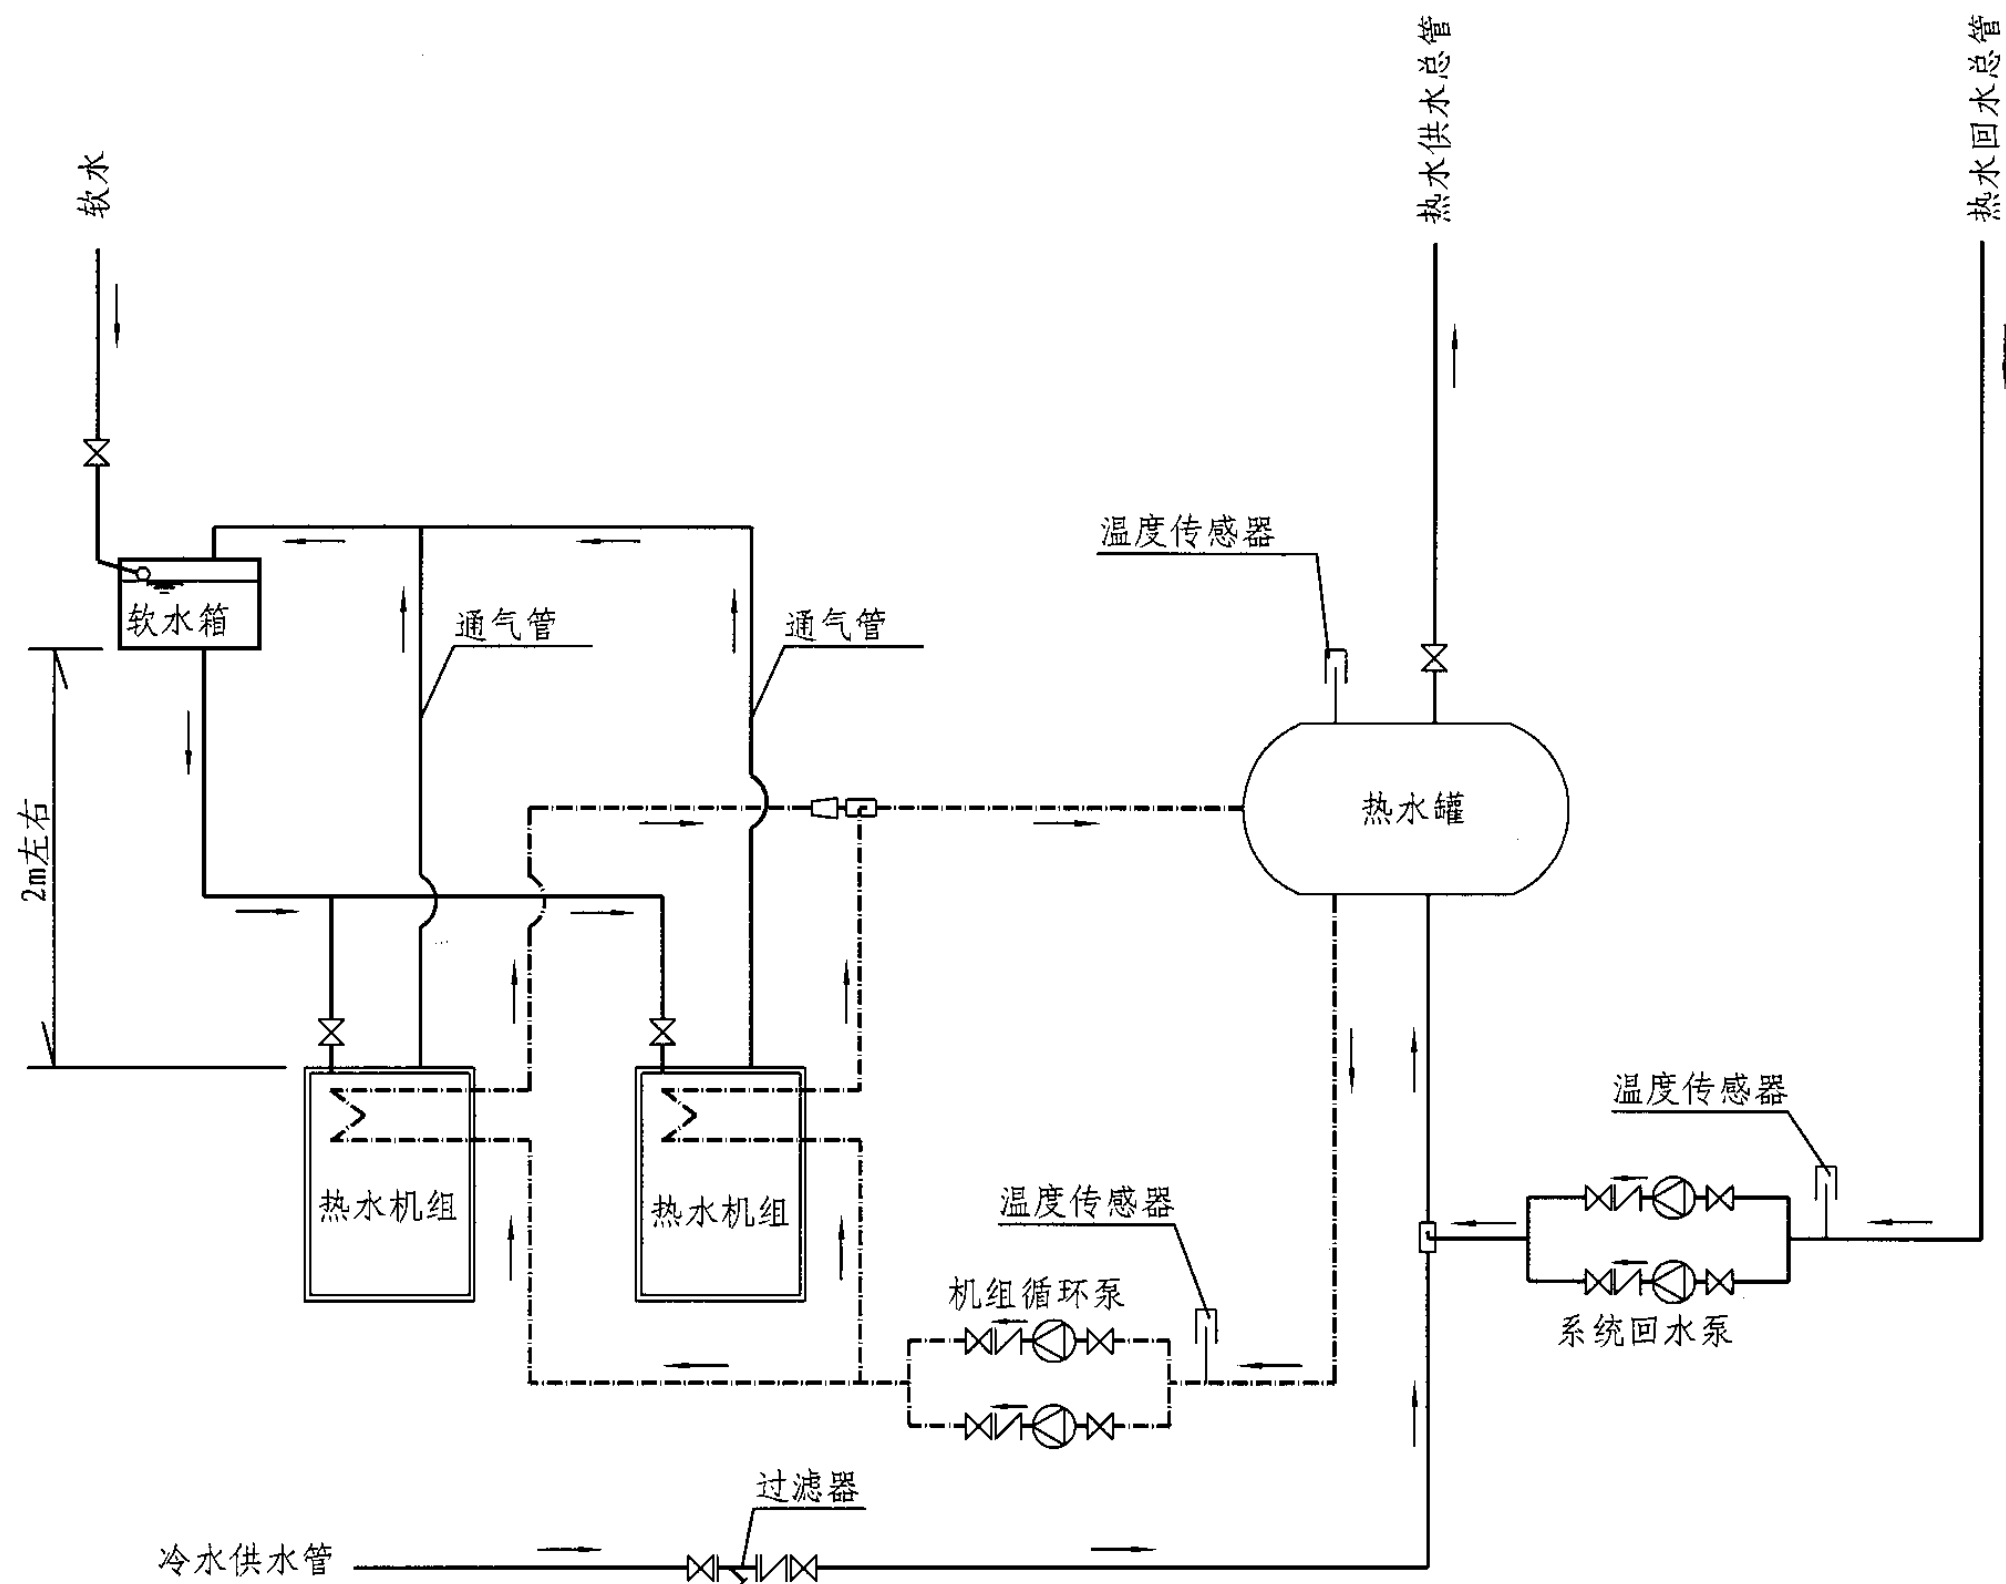 热水供水总管
热水回水总管
软水
温度传感器
软水箱
通气管
通气管
2m左右
热水罐
温度传感器
热水机组
热水机组
温度传感器
机组循环泵
系统回水泵
过滤器
冷水供水管